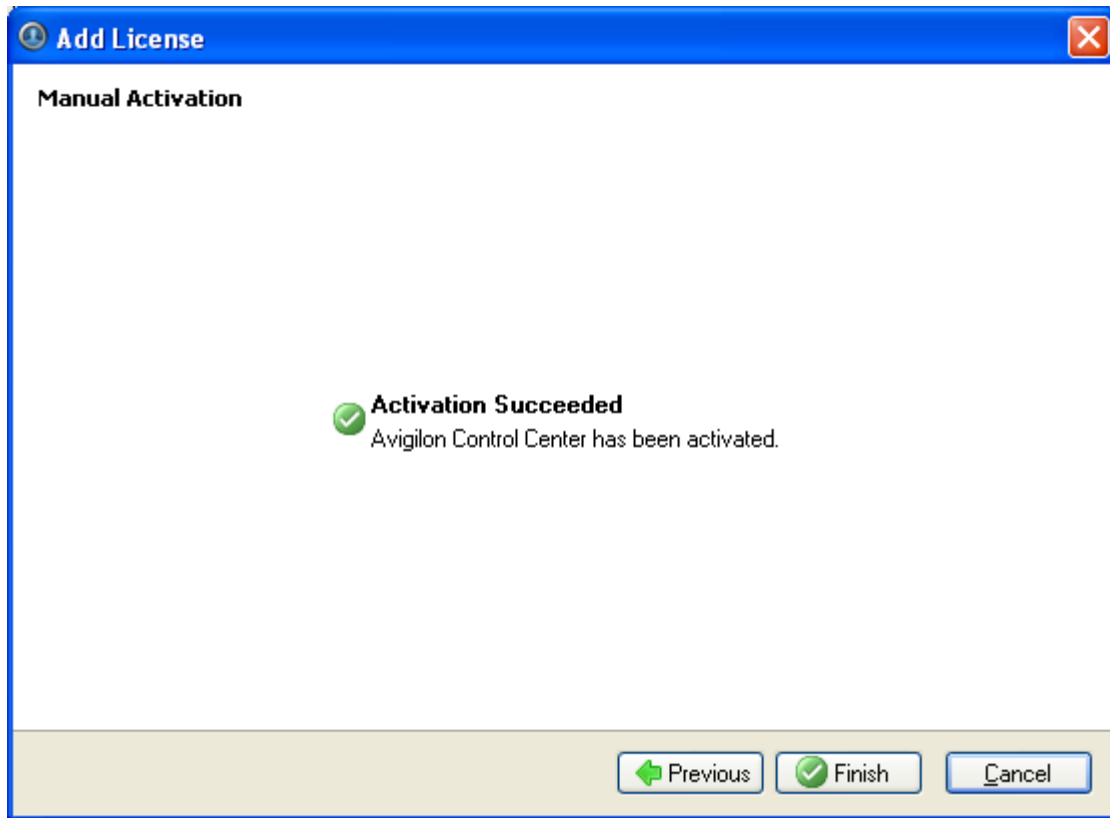 Add License
Manual Activation
Activation Succeeded
Avigilon Control Center has been activated.
Previous
Finish
Cancel